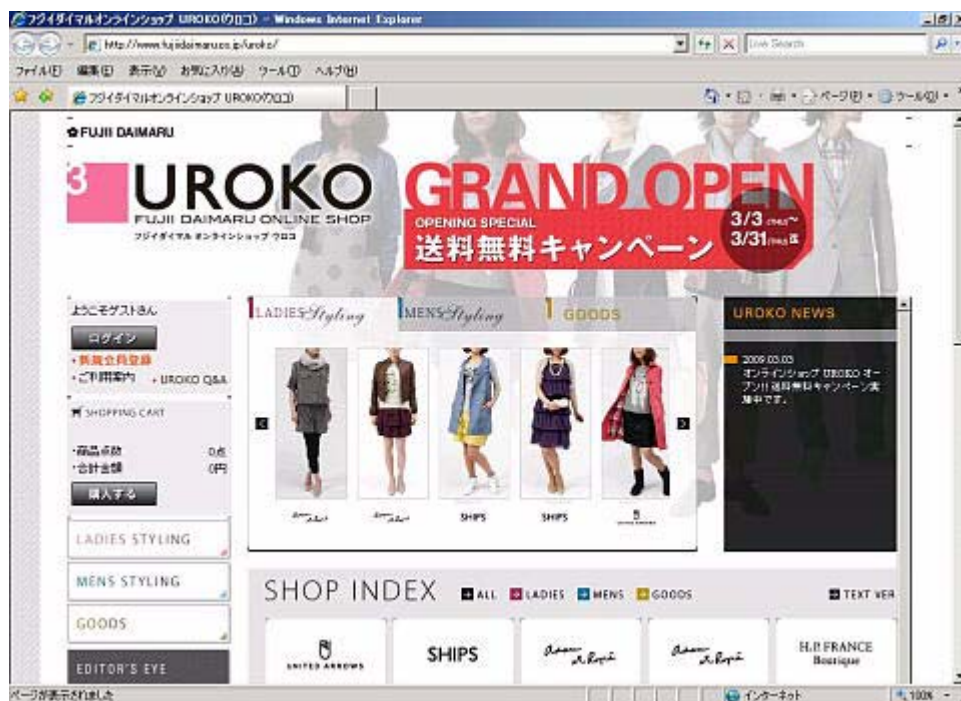 フジイダイマルオンラインショップ UROKO(ウロコ) - Windows Internet Explorer
http://www.fujiidaimaru.co.jp/uroko/
Live Search
ファイル(F) 編集(E) 表示(V) お気に入り(A) ツール(T) ヘルプ(H)
フジイダイマルオンラインショップ UROKO(ウロコ)
ページ(P) ツール(O)
FUJII DAIMARU
3
UROKO
FUJII DAIMARU ONLINE SHOP
フジイダイマル オンラインショップ ウロコ
GRAND OPEN
OPENING SPECIAL
送料無料キャンペーン
3/3 〜
3/31 迄
ようこそゲストさん
ログイン
新規会員登録
ご利用案内 UROKO Q&A
SHOPPING CART
商品点数 0点
合計金額 0円
購入する
LADIES STYLING
MENS STYLING
GOODS
EDITOR'S EYE
LADIES Styling MENS Styling GOODS
SHIPS SHIPS UNITED ARROWS
UROKO NEWS
2009.03.03
オンラインショップ UROKO オー
プン!! 送料無料キャンペーン実
施中です。
SHOP INDEX ALL LADIES MENS GOODS TEXT VER
UNITED ARROWS SHIPS H.P. FRANCE
Boutique
ページが表示されました インターネット 100%